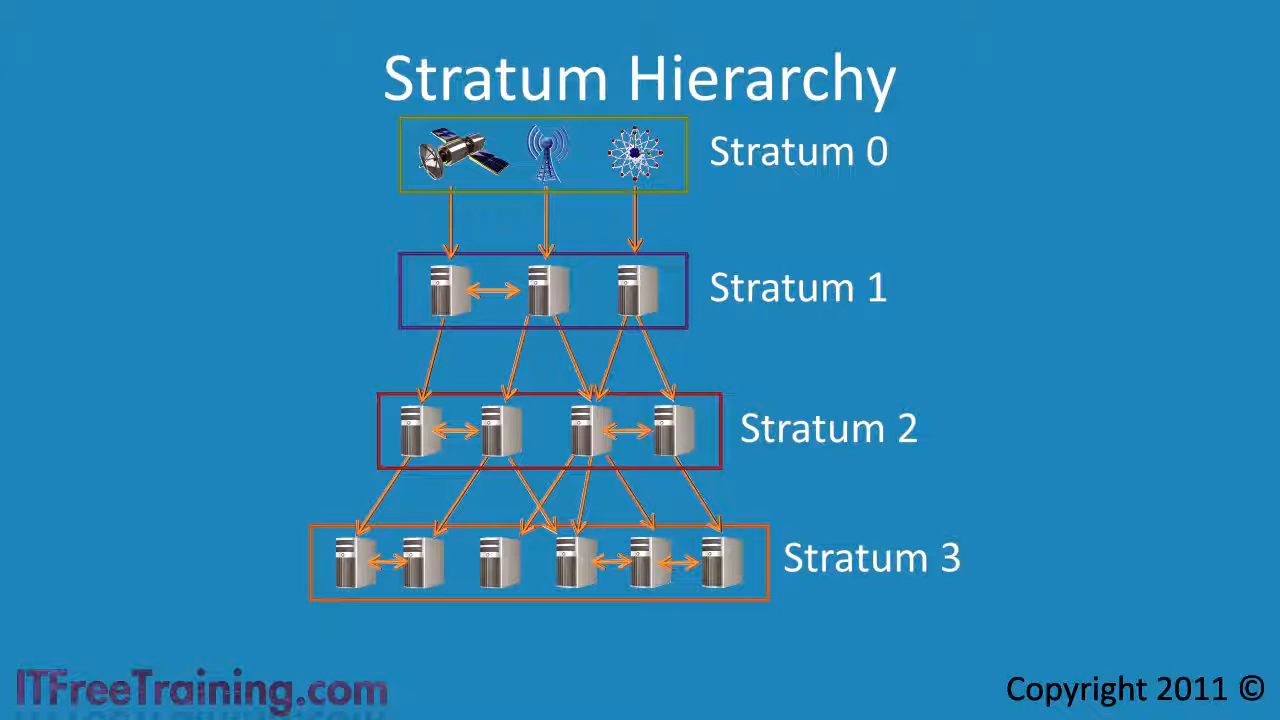 Stratum Hierarchy
Stratum 0
Stratum 1
Stratum 2
Stratum 3
ITFreeTraining.com
Copyright 2011 ©